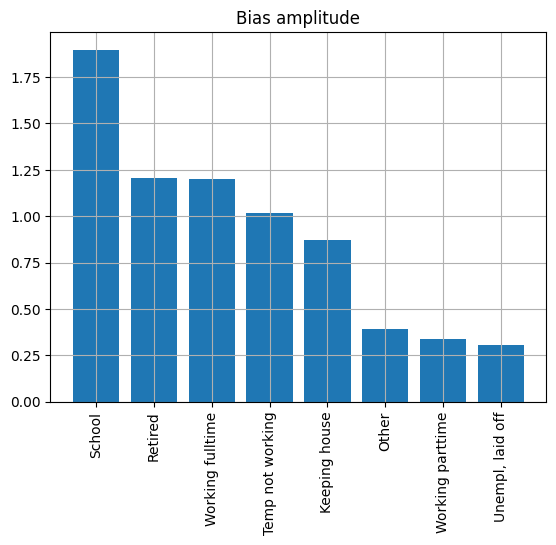 Bias amplitude
1.75
1.50
1.25
1.00
0.75
0.50
0.25
0.00
School
Retired
Working fulltime
Temp not working
Keeping house
Other
Working parttime
Unempl, laid off